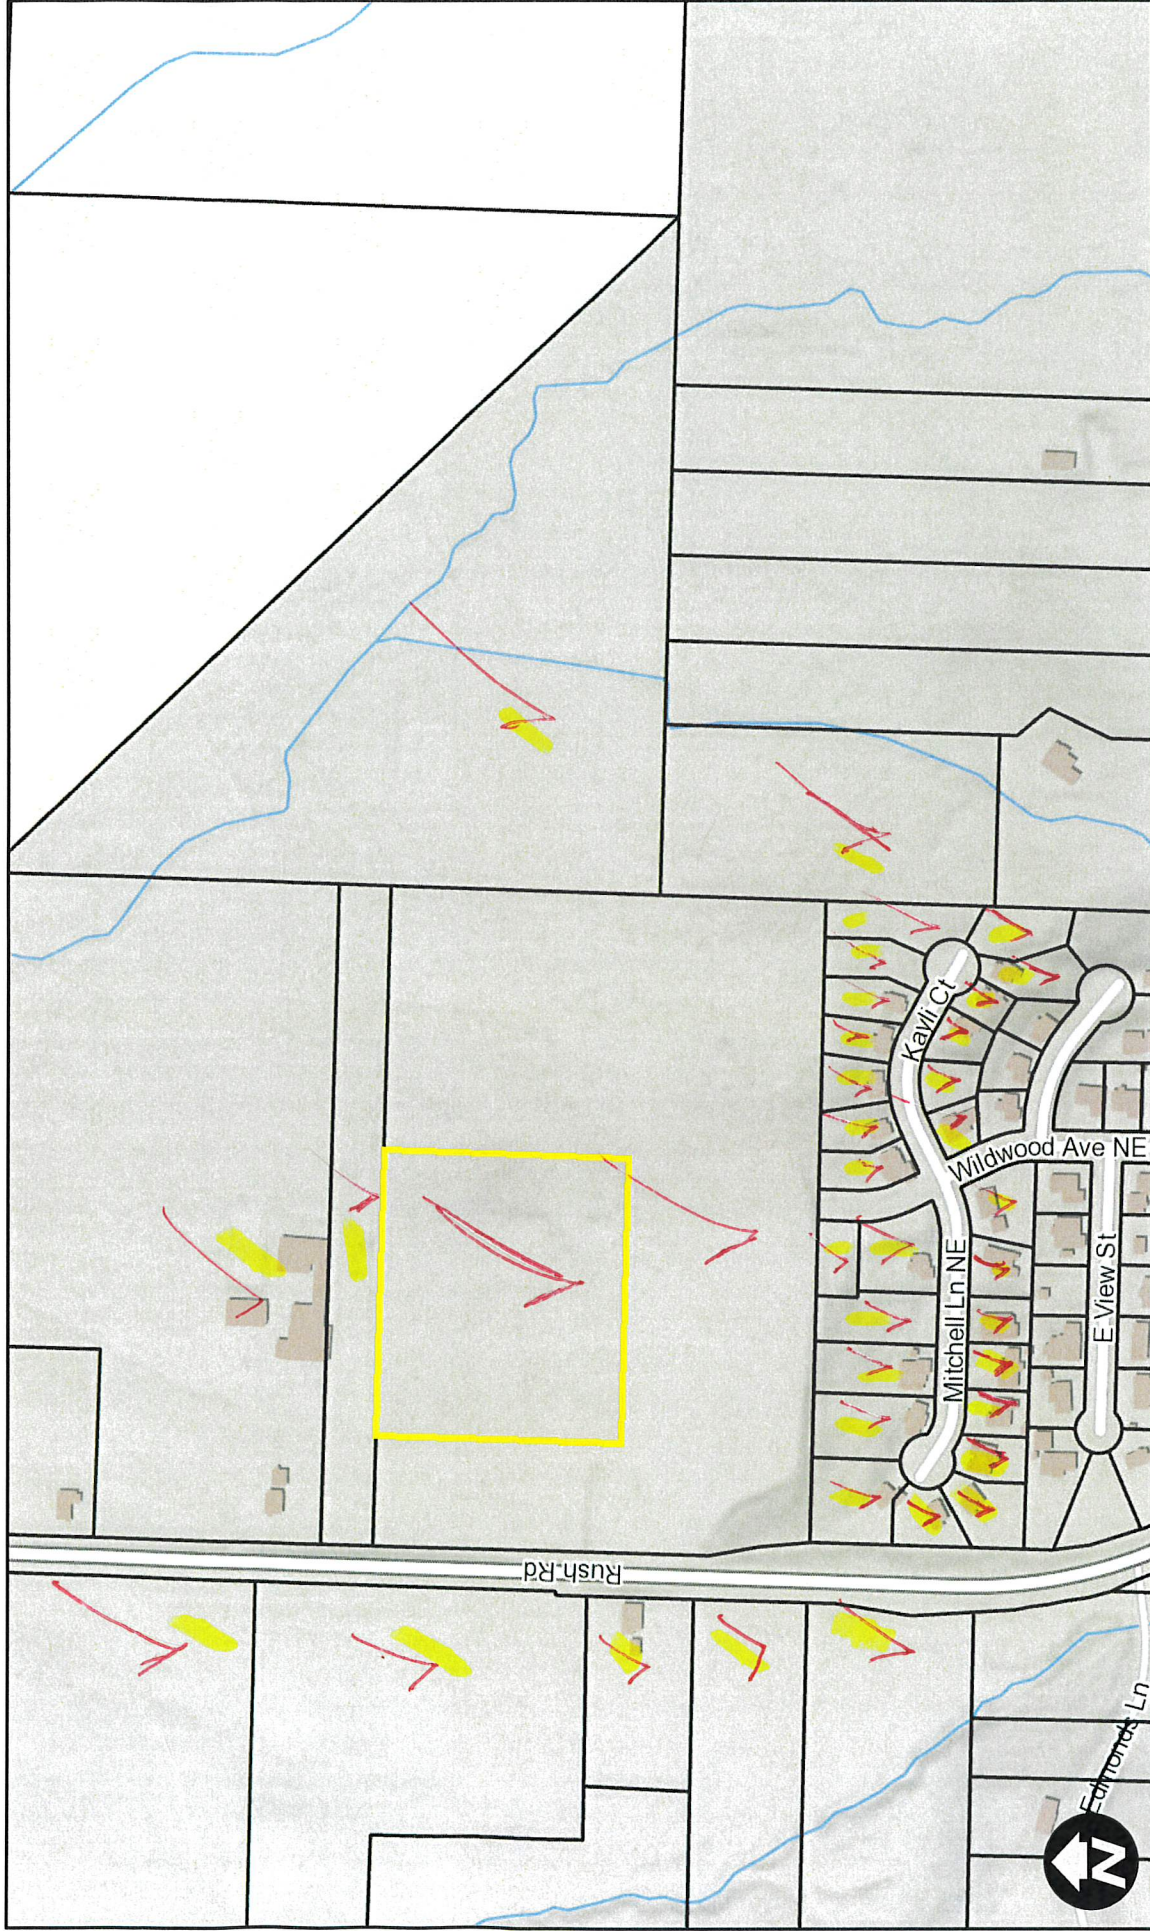 Kayli Ct
Wildwood Ave NE
Mitchell Ln NE
E View St
Rush Rd
Edmonds Ln
N